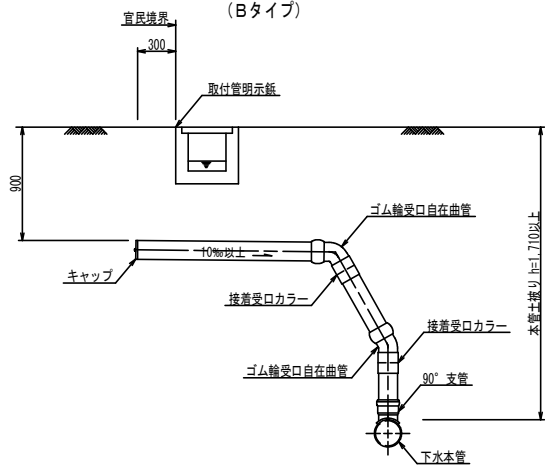 (Bタイプ)
官民境界
300
取付管明示鋲
900
ゴム輪受口自在曲管
10‰以上
キャップ
接着受口カラー
本管土被り h=1,710以上
接着受口カラー
ゴム輪受口自在曲管
90° 支管
下水本管